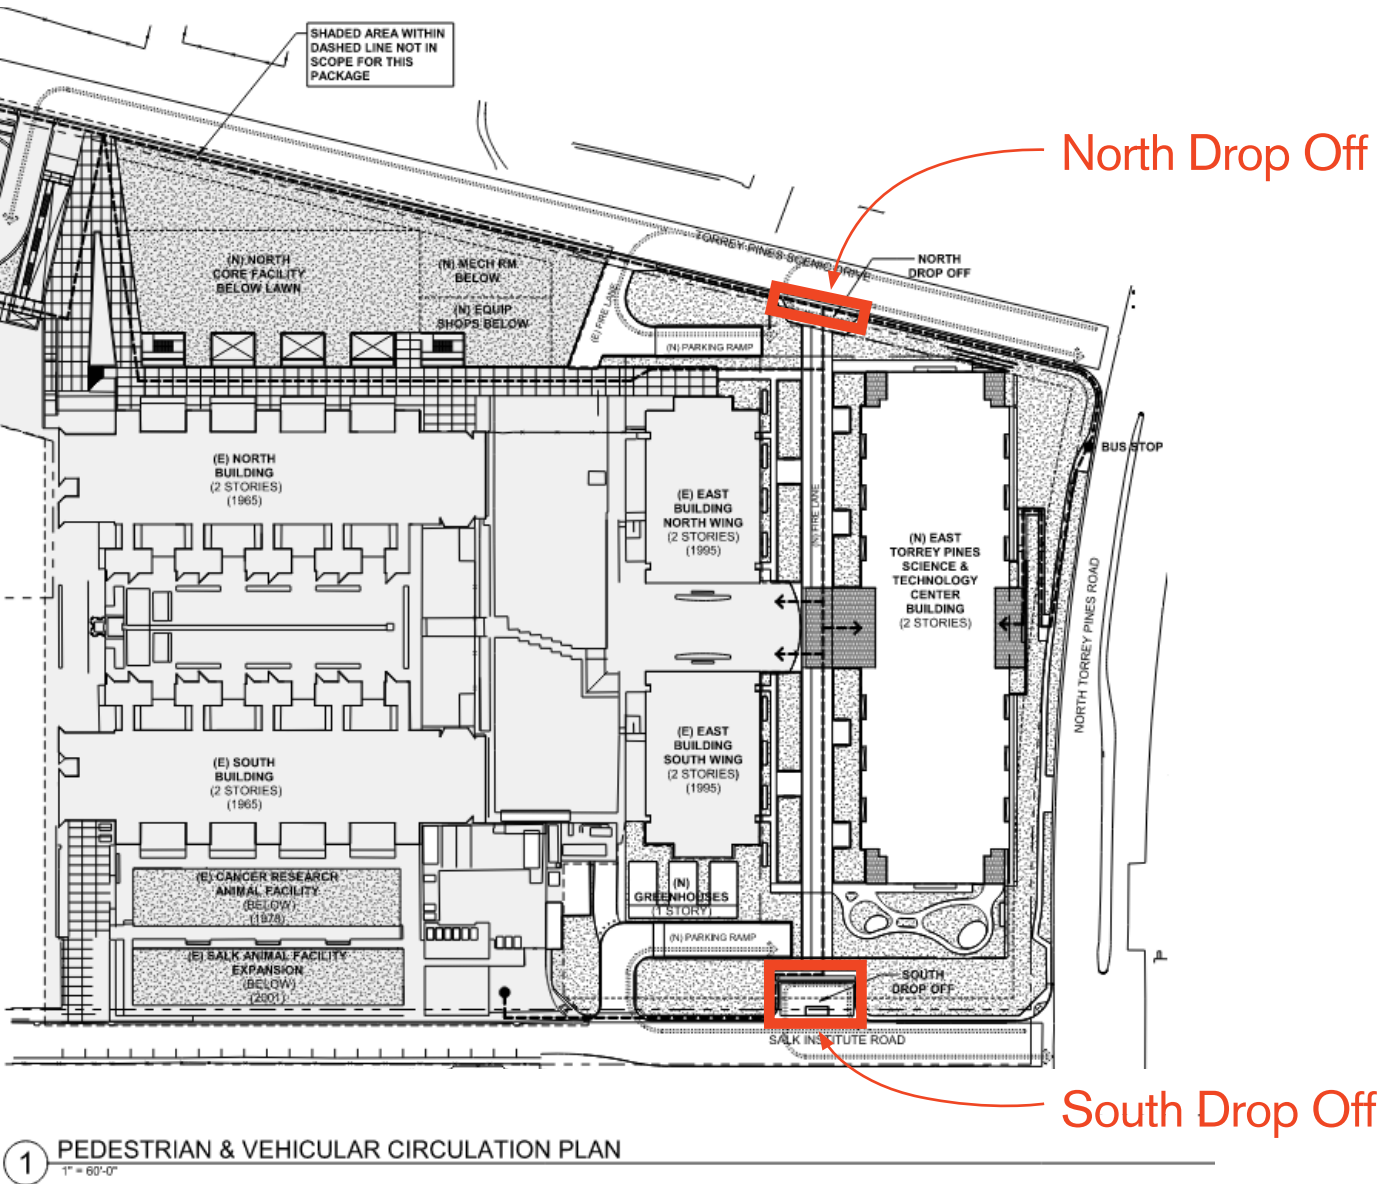 SHADED AREA WITHIN
DASHED LINE NOT IN
SCOPE FOR THIS
PACKAGE
North Drop Off
TORREY PINES SCENIC DRIVE
NORTH
DROP OFF
(N) NORTH
CORE FACILITY
BELOW LAWN
(N) MECH RM
BELOW
(N) EQUIP
SHOPS BELOW
(E) FIRE LANE
(N) PARKING RAMP
BUS STOP
(E) NORTH
BUILDING
(2 STORIES)
(1965)
(E) EAST
BUILDING
NORTH WING
(2 STORIES)
(1995)
(N) FIRE LANE
(N) EAST
TORREY PINES
SCIENCE &
TECHNOLOGY
CENTER
BUILDING
(2 STORIES)
NORTH TORREY PINES ROAD
(E) SOUTH
BUILDING
(2 STORIES)
(1965)
(E) EAST
BUILDING
SOUTH WING
(2 STORIES)
(1995)
(E) CANCER RESEARCH
ANIMAL FACILITY
(BELOW)
(1978)
(N)
GREENHOUSES
(1 STORY)
(N) PARKING RAMP
(E) SALK ANIMAL FACILITY
EXPANSION
(BELOW)
(2001)
SOUTH
DROP OFF
SALK INSTITUTE ROAD
South Drop Off
1 PEDESTRIAN & VEHICULAR CIRCULATION PLAN
1" = 60'-0"